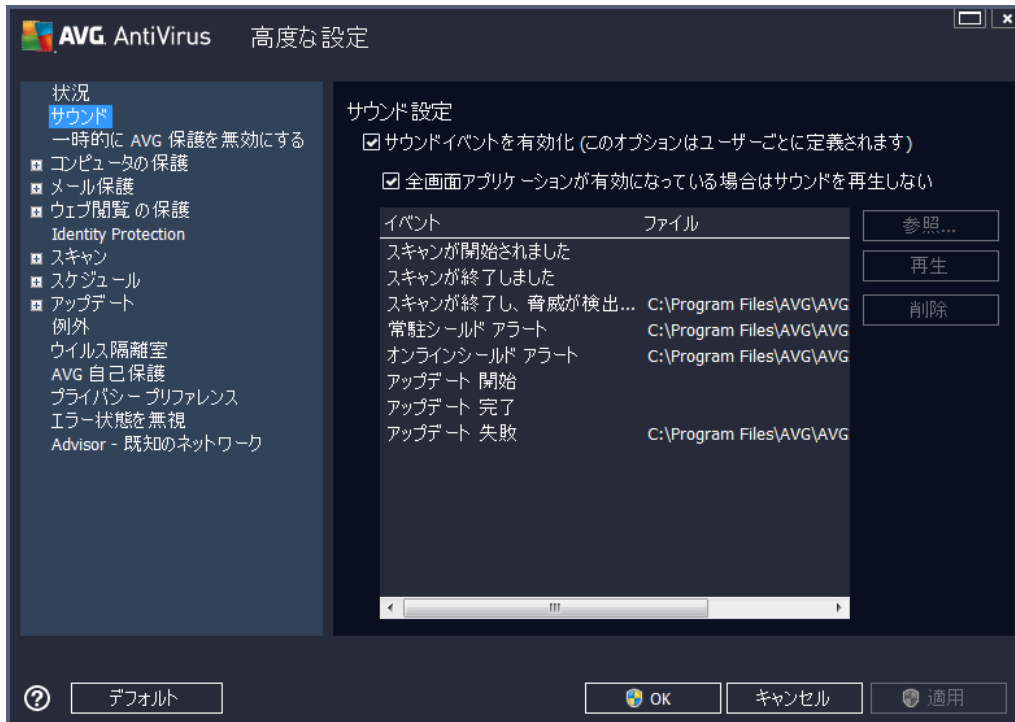 AVG. AntiVirus 高度な設定
状況
サウンド
一時的に AVG 保護を無効にする
コンピュータの保護
メール保護
ウェブ閲覧 の保護
Identity Protection
スキャン
スケジュール
アップデート
例外
ウイルス隔離室
AVG 自己保護
プライバシー プリファレンス
エラー状態を無視
Advisor - 既知のネットワーク
サウンド設定
サウンドイベントを有効化 (このオプションはユーザーごとに定義されます)
全画面アプリケーションが有効になっている場合はサウンドを再生しない
イベント ファイル
スキャンが開始されました
スキャンが終了しました
スキャンが終了し、脅威が検出... C:\Program Files\AVG\AVG
常駐シールド アラート C:\Program Files\AVG\AVG
オンラインシールド アラート C:\Program Files\AVG\AVG
アップデート 開始
アップデート 完了
アップデート 失敗 C:\Program Files\AVG\AVG
参照...
再生
削除
デフォルト
OK
キャンセル
適用